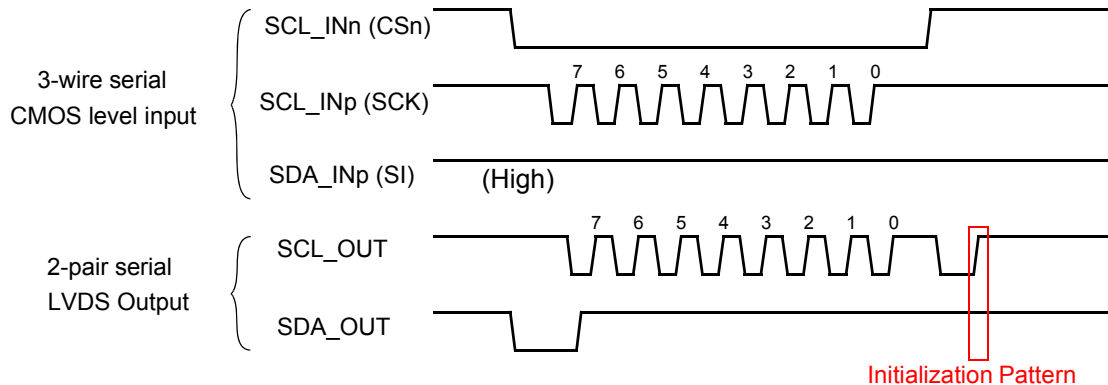 SCL_INn (CSn)
3-wire serial
CMOS level input
7 6 5 4 3 2 1 0
SCL_INp (SCK)
SDA_INp (SI)
(High)
7 6 5 4 3 2 1 0
SCL_OUT
2-pair serial
LVDS Output
SDA_OUT
Initialization Pattern